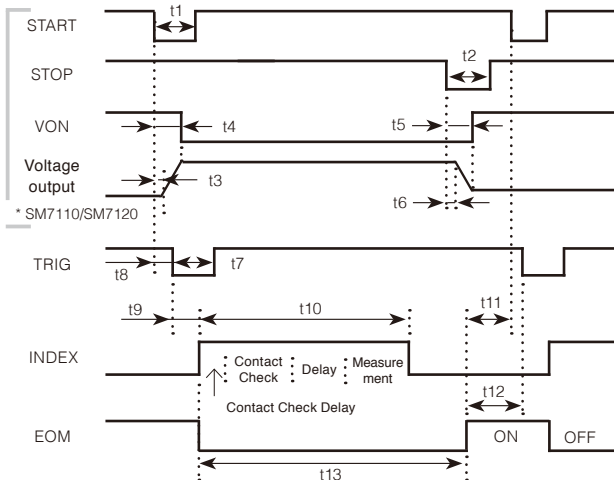 t1
START
t2
STOP
VON
t4
t5
Voltage
output
t3
t6
* SM7110/SM7120
TRIG
t8
t7
t9
t10
t11
INDEX
Contact
Check
Delay
Measure
ment
t12
Contact Check Delay
EOM
ON
OFF
t13